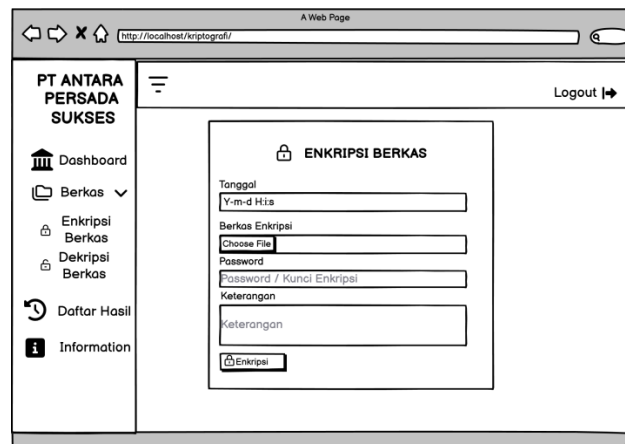 A Web Page
http://localhost/kriptografi/
PT ANTARA
PERSADA
SUKSES
Logout
Dashboard
Berkas
Enkripsi
Berkas
Dekripsi
Berkas
Daftar Hasil
Information
ENKRIPSI BERKAS
Tanggal
Y-m-d H:i:s
Berkas Enkripsi
Choose File
Password
Password / Kunci Enkripsi
Keterangan
Keterangan
Enkripsi